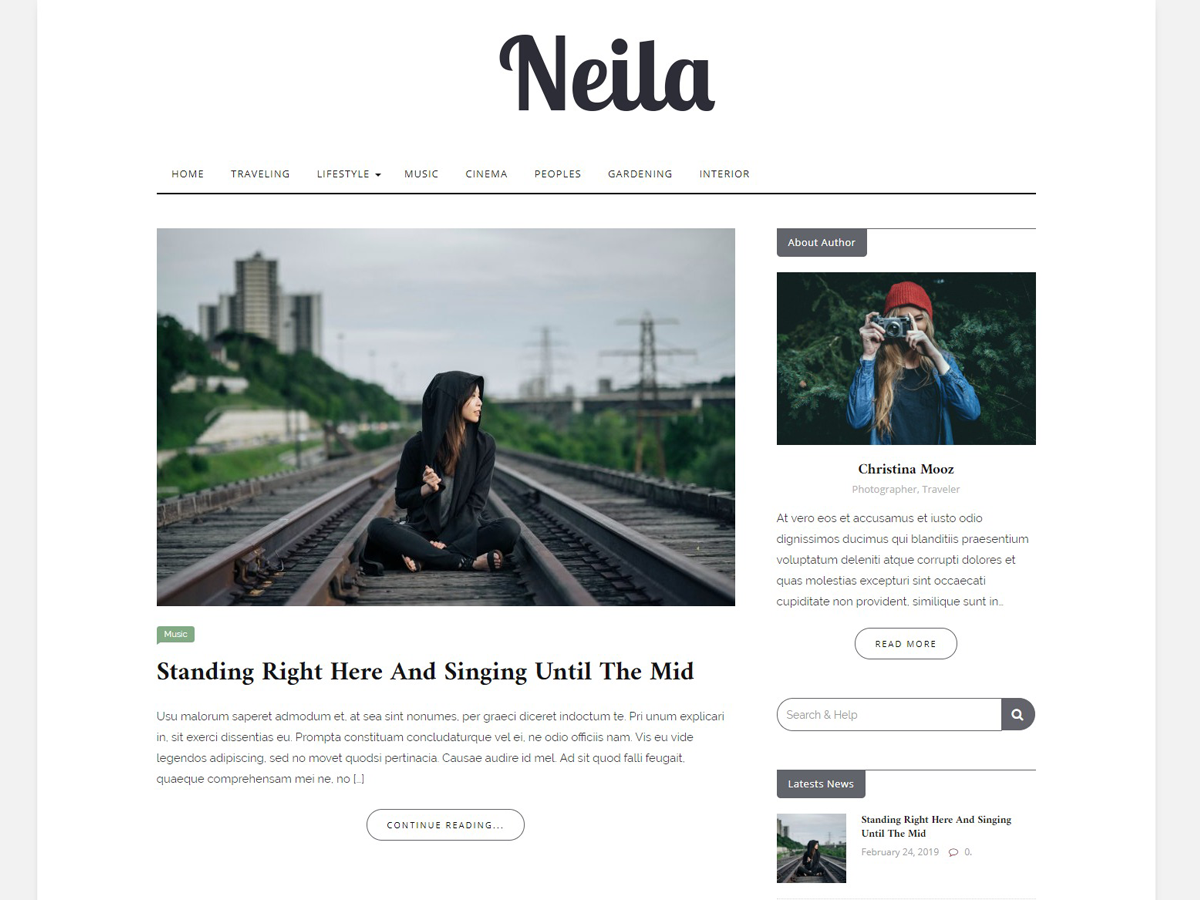 Neila
HOME TRAVELING LIFESTYLE MUSIC CINEMA PEOPLES GARDENING INTERIOR
Music
Standing Right Here And Singing Until The Mid
Usu malorum saperet admodum et, at sea sint nonumes, per graeci diceret indoctum te. Pri unum explicari
in, sit exerci dissentias eu. Prompta constituam concludaturque vel ei, ne odio officiis nam. Vis eu vide
legendos adipiscing, sed no movet quodsi pertinacia. Causae audire id mel. Ad sit quod falli feugait,
quaeque comprehensam mei ne, no [...]
CONTINUE READING...
About Author
Christina Mooz
Photographer, Traveler
At vero eos et accusamus et iusto odio
dignissimos ducimus qui blanditiis praesentium
voluptatum deleniti atque corrupti dolores et
quas molestias excepturi sint occaecati
cupiditate non provident, similique sunt in…
READ MORE
Search & Help
Latests News
Standing Right Here And Singing
Until The Mid
February 24, 2019 0.